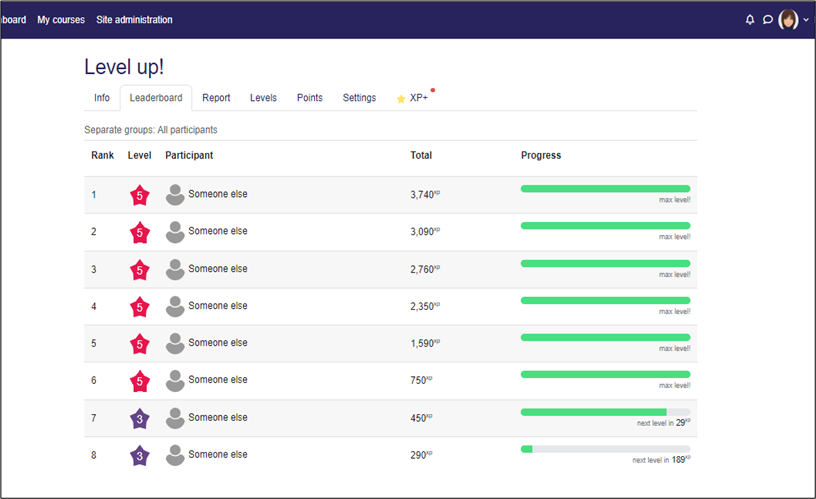 board My courses Site administration
Level up!
Info Leaderboard Report Levels Points Settings XP+
Separate groups: All participants
Rank Level Participant Total Progress
1 5 Someone else 3,740xp
max level!
2 5 Someone else 3,090xp
max level!
3 5 Someone else 2,760xp
max level!
4 5 Someone else 2,350xp
max level!
5 5 Someone else 1,590xp
max level!
6 5 Someone else 750xp
max level!
7 3 Someone else 450xp
next level in 29xp
8 3 Someone else 290xp
next level in 189xp